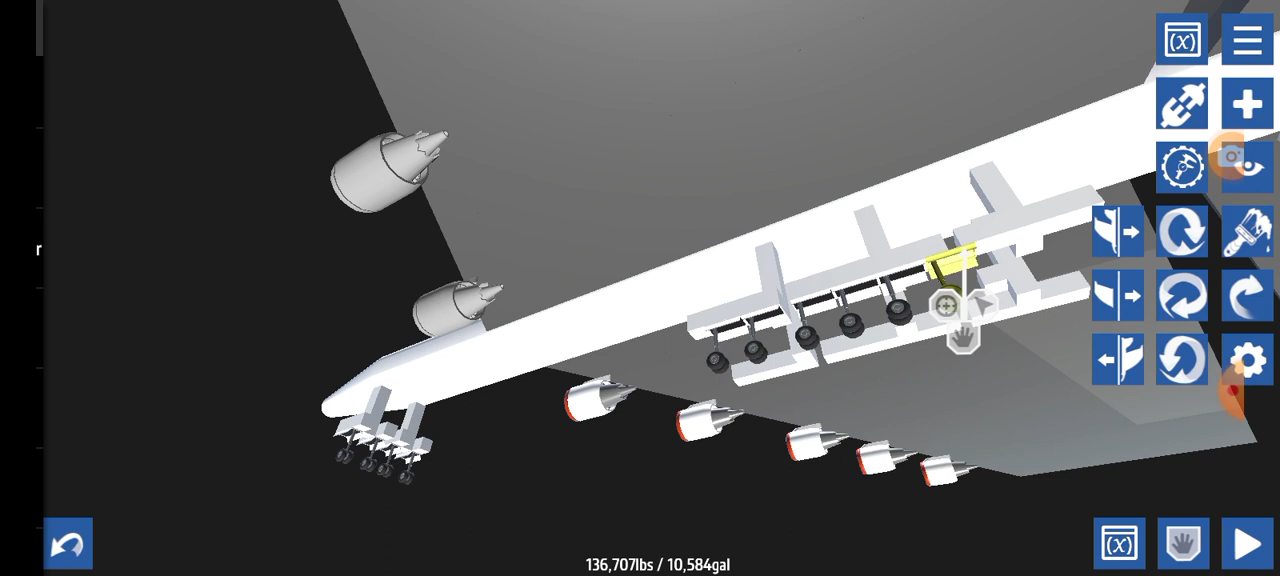 (x)
r
136,707lbs / 10,584gal
(x)